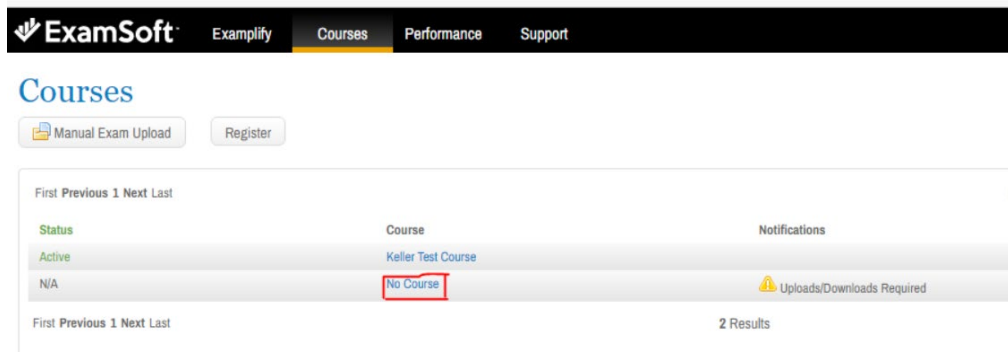 ExamSoft Examplify Courses Performance Support
Courses
Manual Exam Upload Register
First Previous 1 Next Last
Status Course Notifications
Active Keller Test Course
N/A No Course Uploads/Downloads Required
First Previous 1 Next Last 2 Results